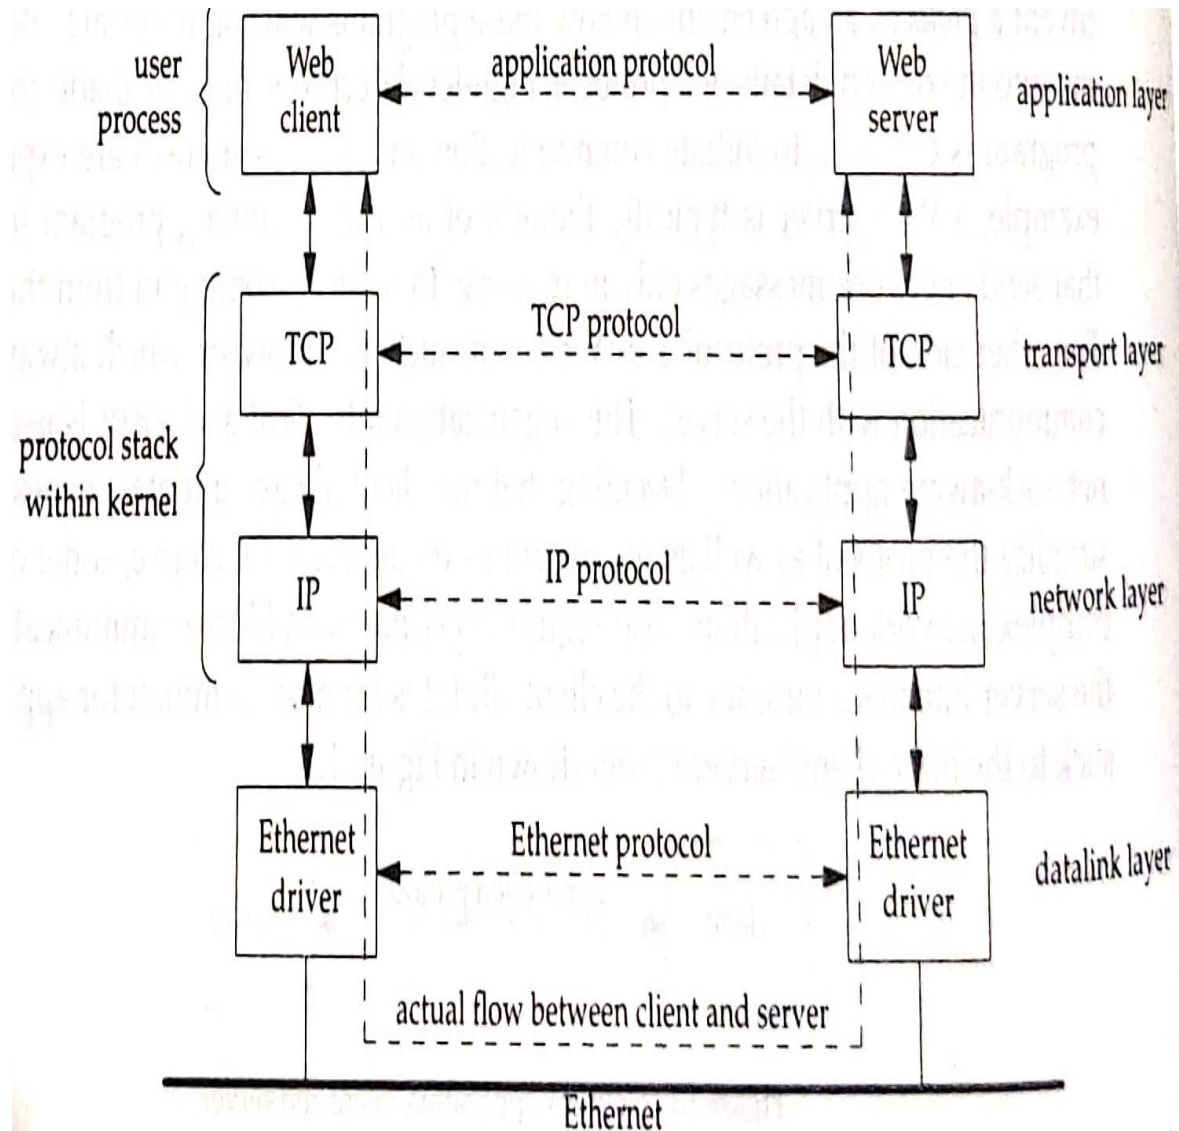 user
process
Web
client
application protocol
Web
server
application layer
TCP
TCP protocol
TCP
transport layer
protocol stack
within kernel
IP
IP protocol
IP
network layer
Ethernet
driver
Ethernet protocol
Ethernet
driver
datalink layer
actual flow between client and server
Ethernet